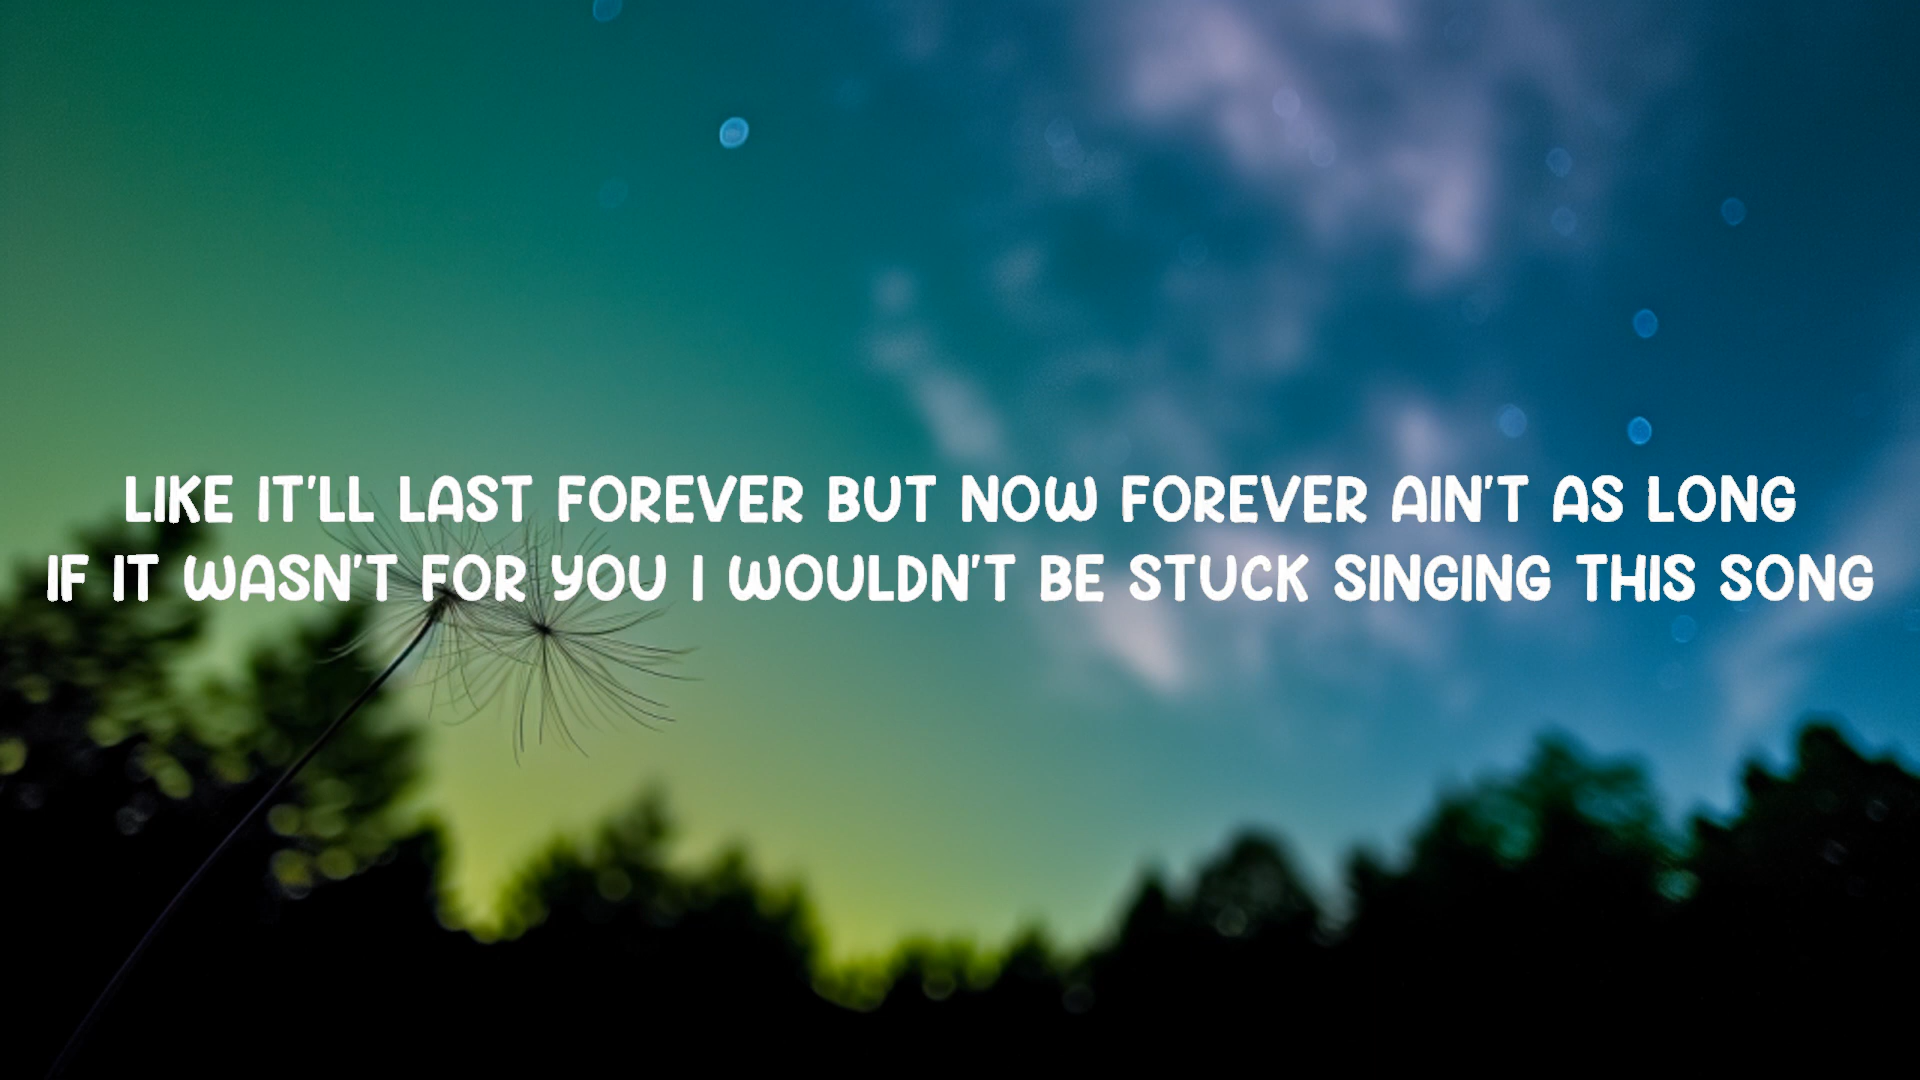 LIKE IT'LL LAST FOREVER BUT NOW FOREVER AIN'T AS LONG
IF IT WASN'T FOR YOU I WOULDN'T BE STUCK SINGING THIS SONG